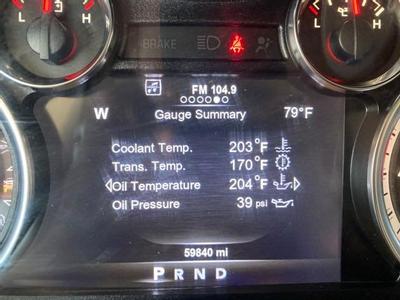 L H
BRAKE
L H
FM 104.9
W Gauge Summary 79°F
Coolant Temp. 203°F
Trans. Temp. 170°F
Oil Temperature 204°F
Oil Pressure 39 psi
59840 mi
P R N D